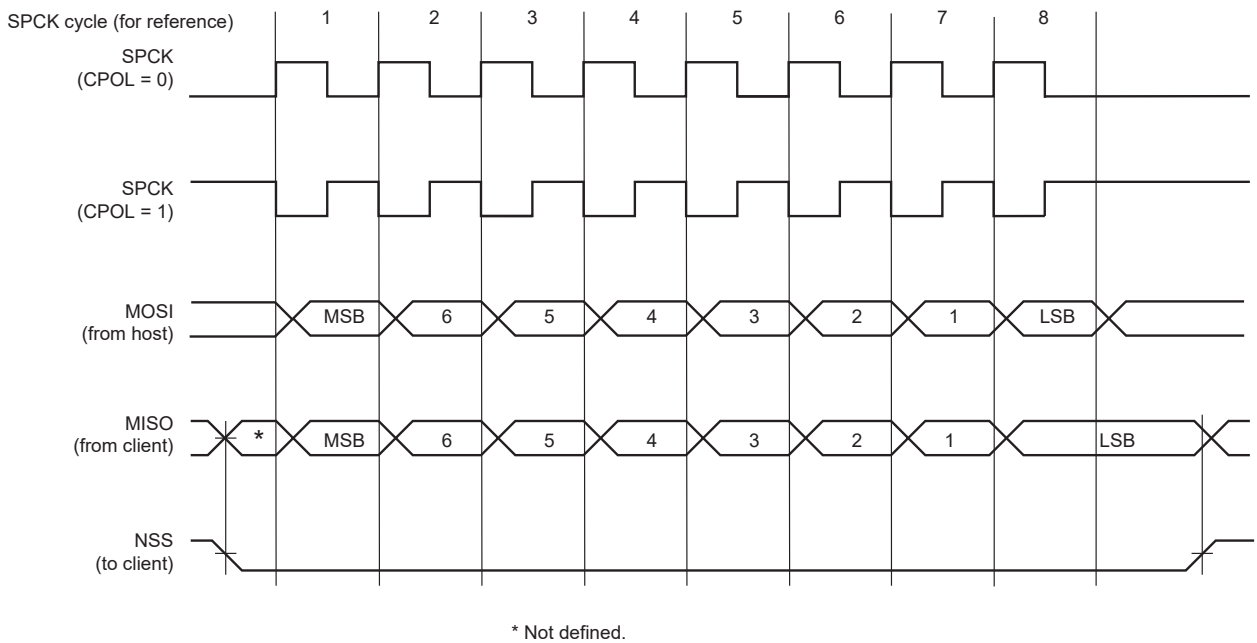 SPCK cycle (for reference)
1 2 3 4 5 6 7 8
SPCK
(CPOL = 0)
SPCK
(CPOL = 1)
MOSI
(from host)
MSB 6 5 4 3 2 1 LSB
MISO
(from client)
* MSB 6 5 4 3 2 1 LSB
NSS
(to client)
* Not defined.